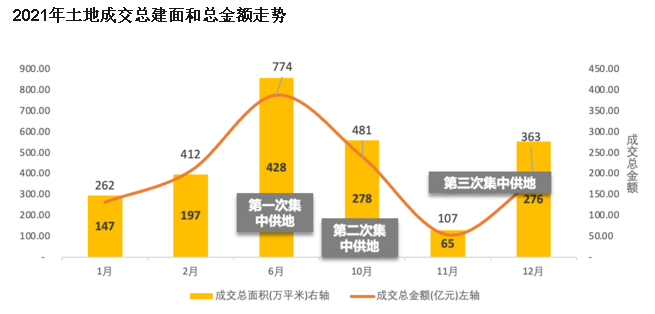 2021年土地成交总建面和总金额走势
900.00
800.00
700.00
600.00
500.00
400.00
300.00
200.00
100.00
-
450.00
400.00
350.00
300.00
250.00
200.00
150.00
100.00
50.00
-
成交总金额
262
412
774
481
107
363
147
197
428
278
65
276
第一次集
中供地
第二次集
中供地
第三次集中供地
1月
2月
6月
10月
11月
12月
成交总面积(万平米)右轴
成交总金额(亿元)左轴